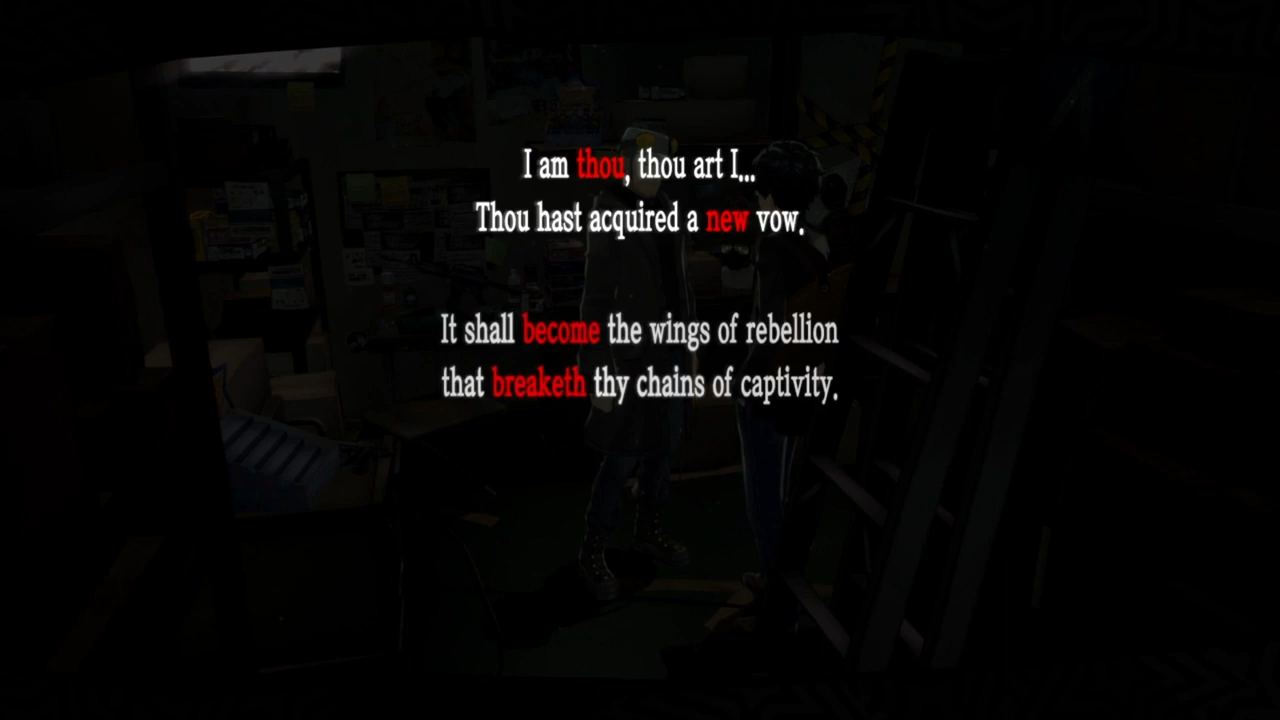 I am thou, thou art I...
Thou hast acquired a new vow.
It shall become the wings of rebellion
that breaketh thy chains of captivity.